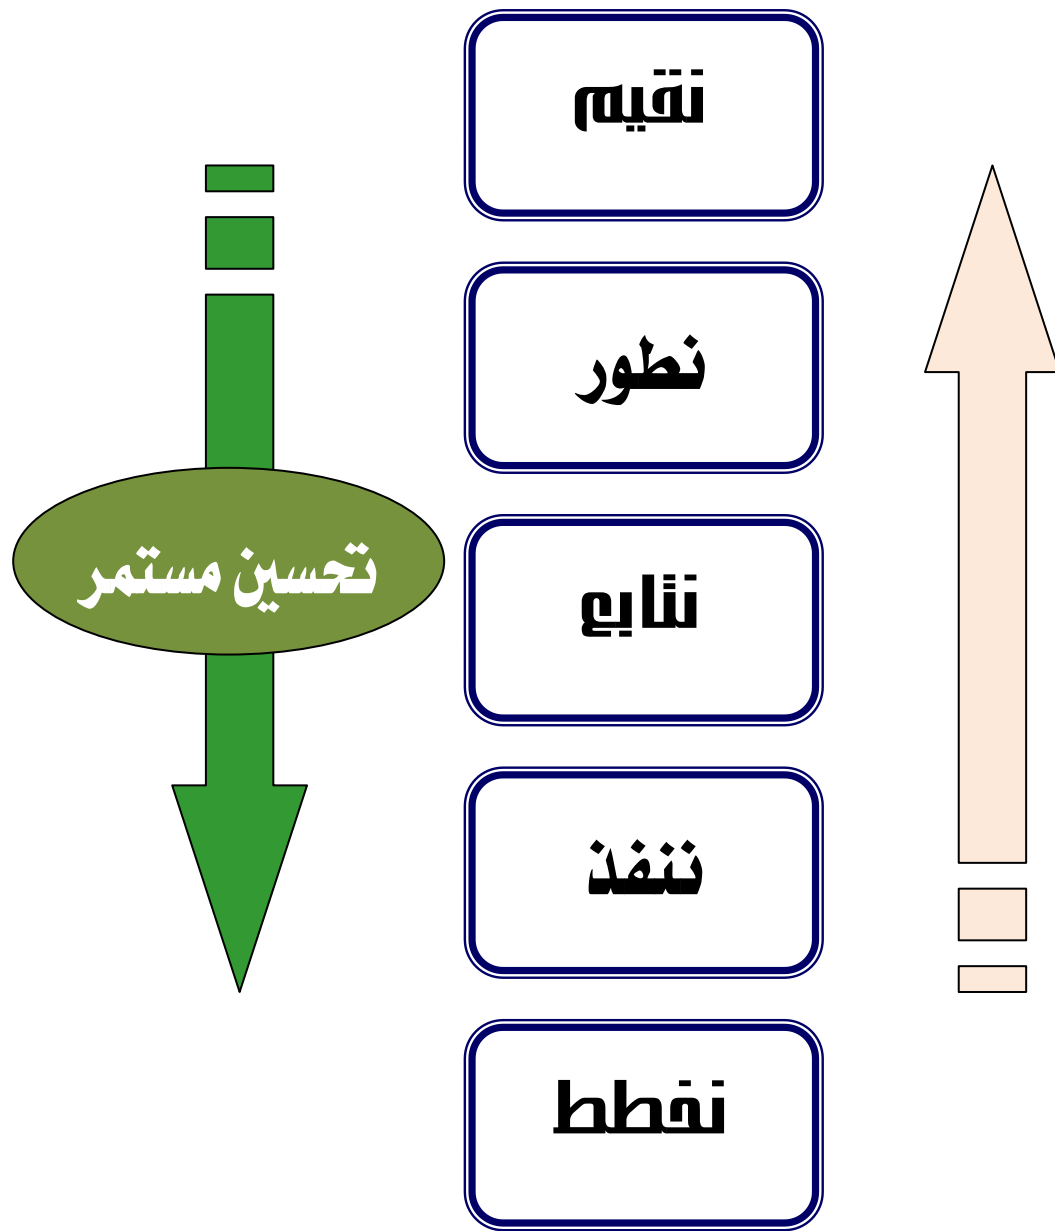 نقيم
نطور
نتابع
تحسين مستمر
ننفذ
نخطط